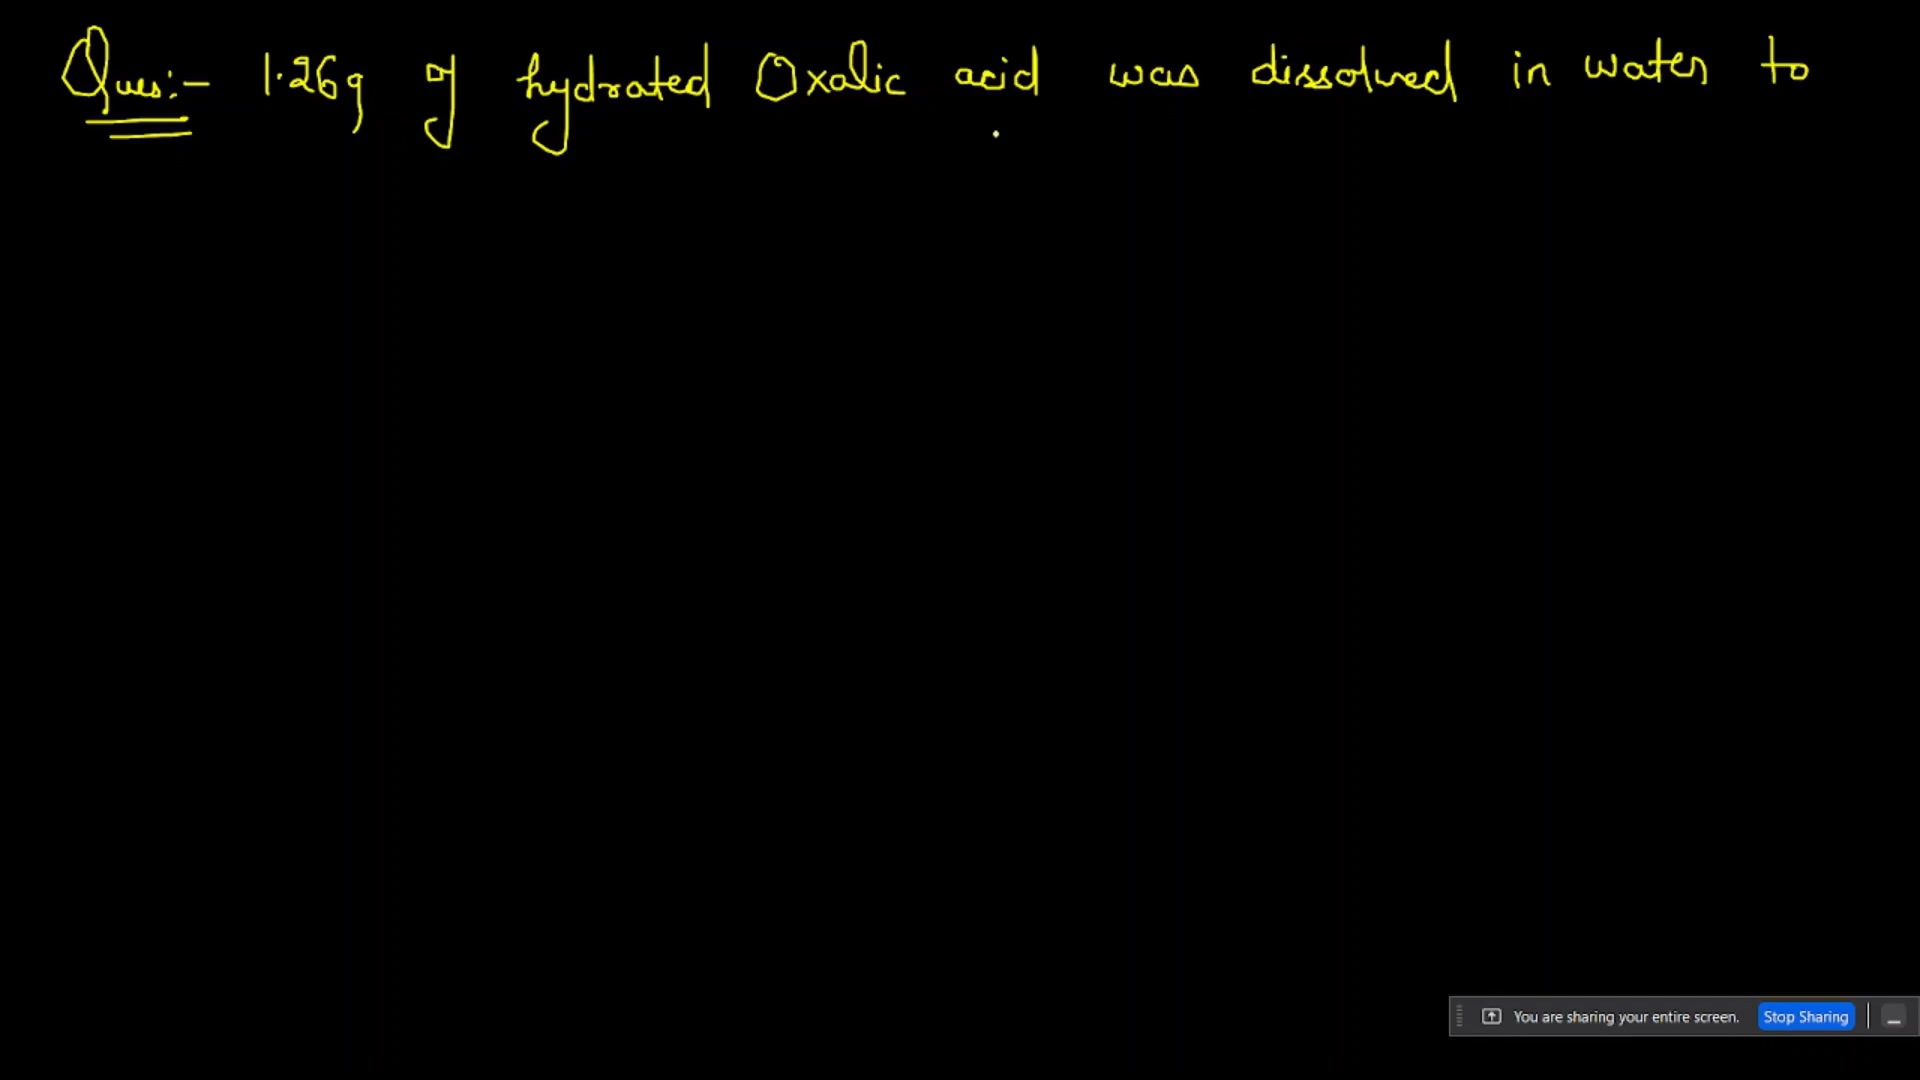 Ques:- 1.26g of hydrated Oxalic acid was dissolved in water to
You are sharing your entire screen. Stop Sharing